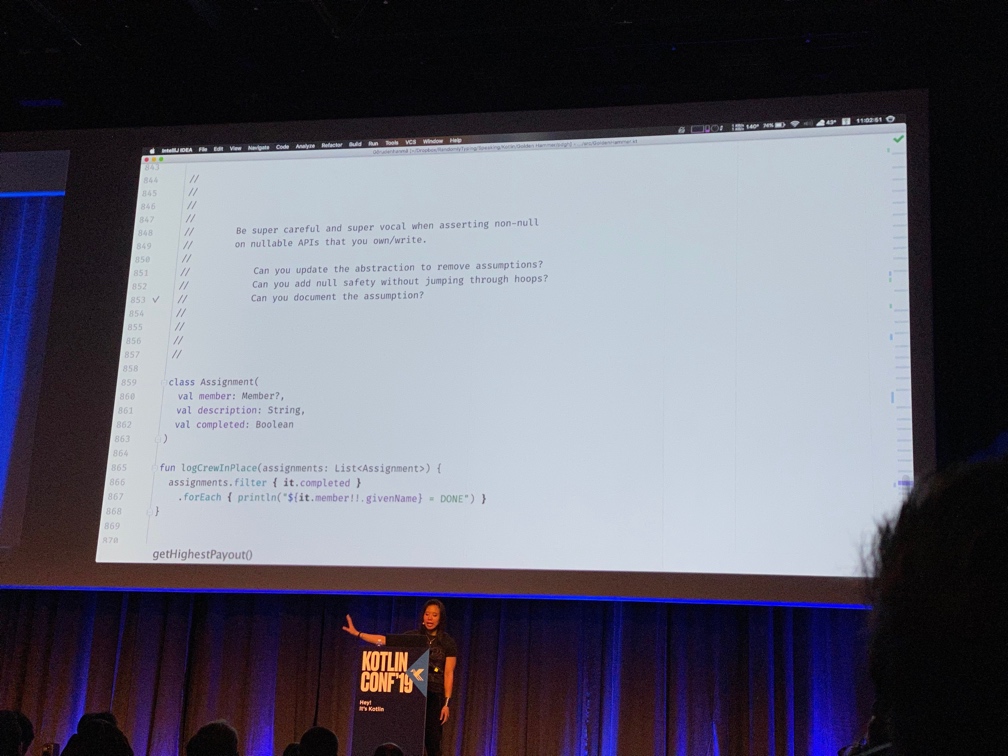 IntelliJ IDEA File Edit View Navigate Code Analyze Refactor Build Run Tools VCS Window Help 140° 74% 43° 11:02:51
843
844 //
845 //
846 //
847 //
848 // Be super careful and super vocal when asserting non-null
849 // on nullable APIs that you own/write.
850 //
851 // Can you update the abstraction to remove assumptions?
852 // Can you add null safety without jumping through hoops?
853 // Can you document the assumption?
854 //
855 //
856 //
857 //
858
859 class Assignment(
860 val member: Member?,
861 val description: String,
862 val completed: Boolean
863 )
864
865 fun logCrewInPlace(assignments: List<Assignment>) {
866 assignments.filter { it.completed }
867 .forEach { println("${it.member!!.givenName} = DONE") }
868 }
869
870
getHighestPayout()
KOTLIN
CONF'19
Hey!
It's Kotlin